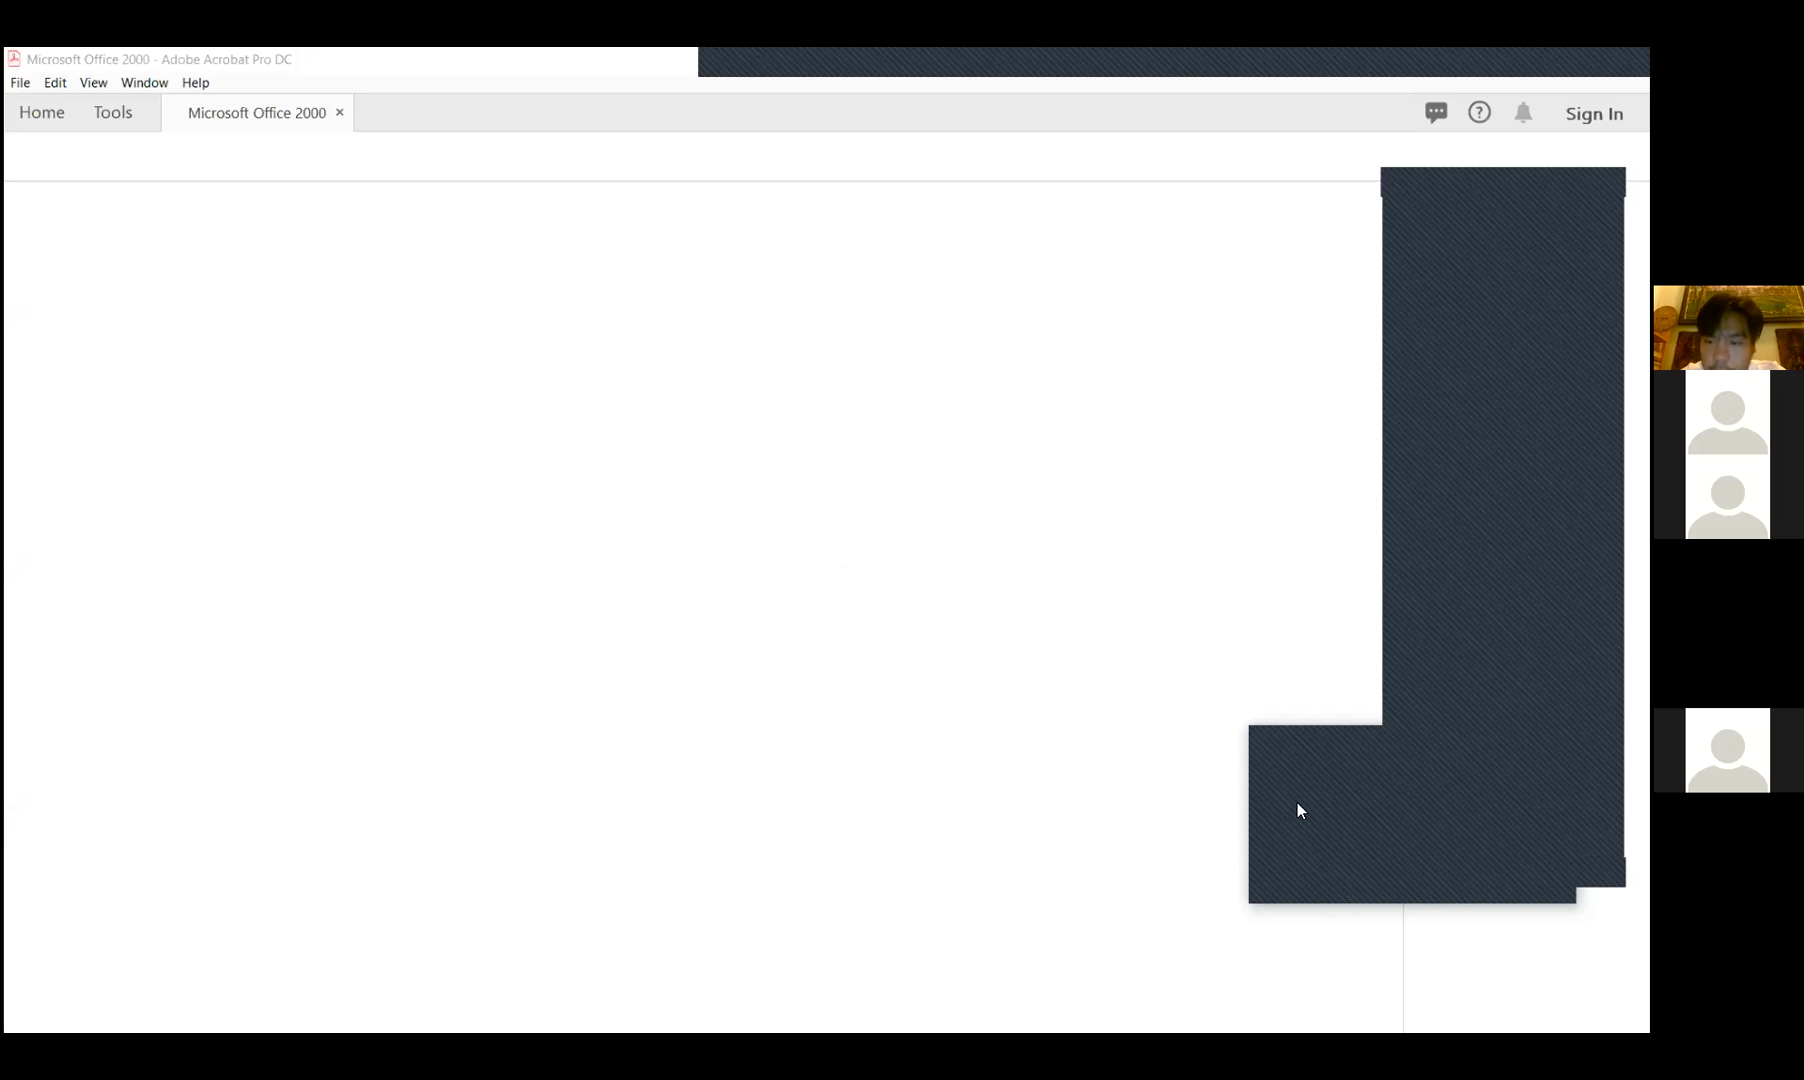 Microsoft Office 2000 - Adobe Acrobat Pro DC
File Edit View Window Help
Home Tools Microsoft Office 2000 × Sign In